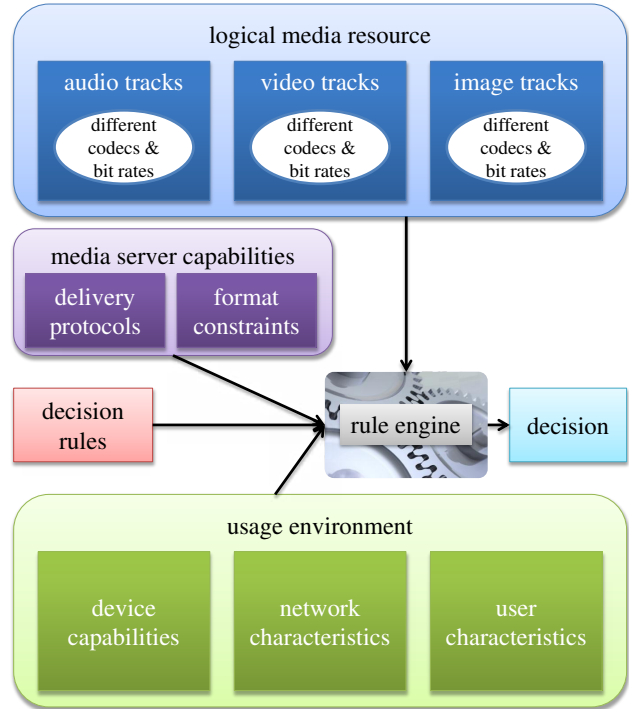 logical media resource
audio tracks
video tracks
image tracks
different
codecs &
bit rates
different
codecs &
bit rates
different
codecs &
bit rates
media server capabilities
delivery
protocols
format
constraints
decision
rules
rule engine
decision
usage environment
device
capabilities
network
characteristics
user
characteristics